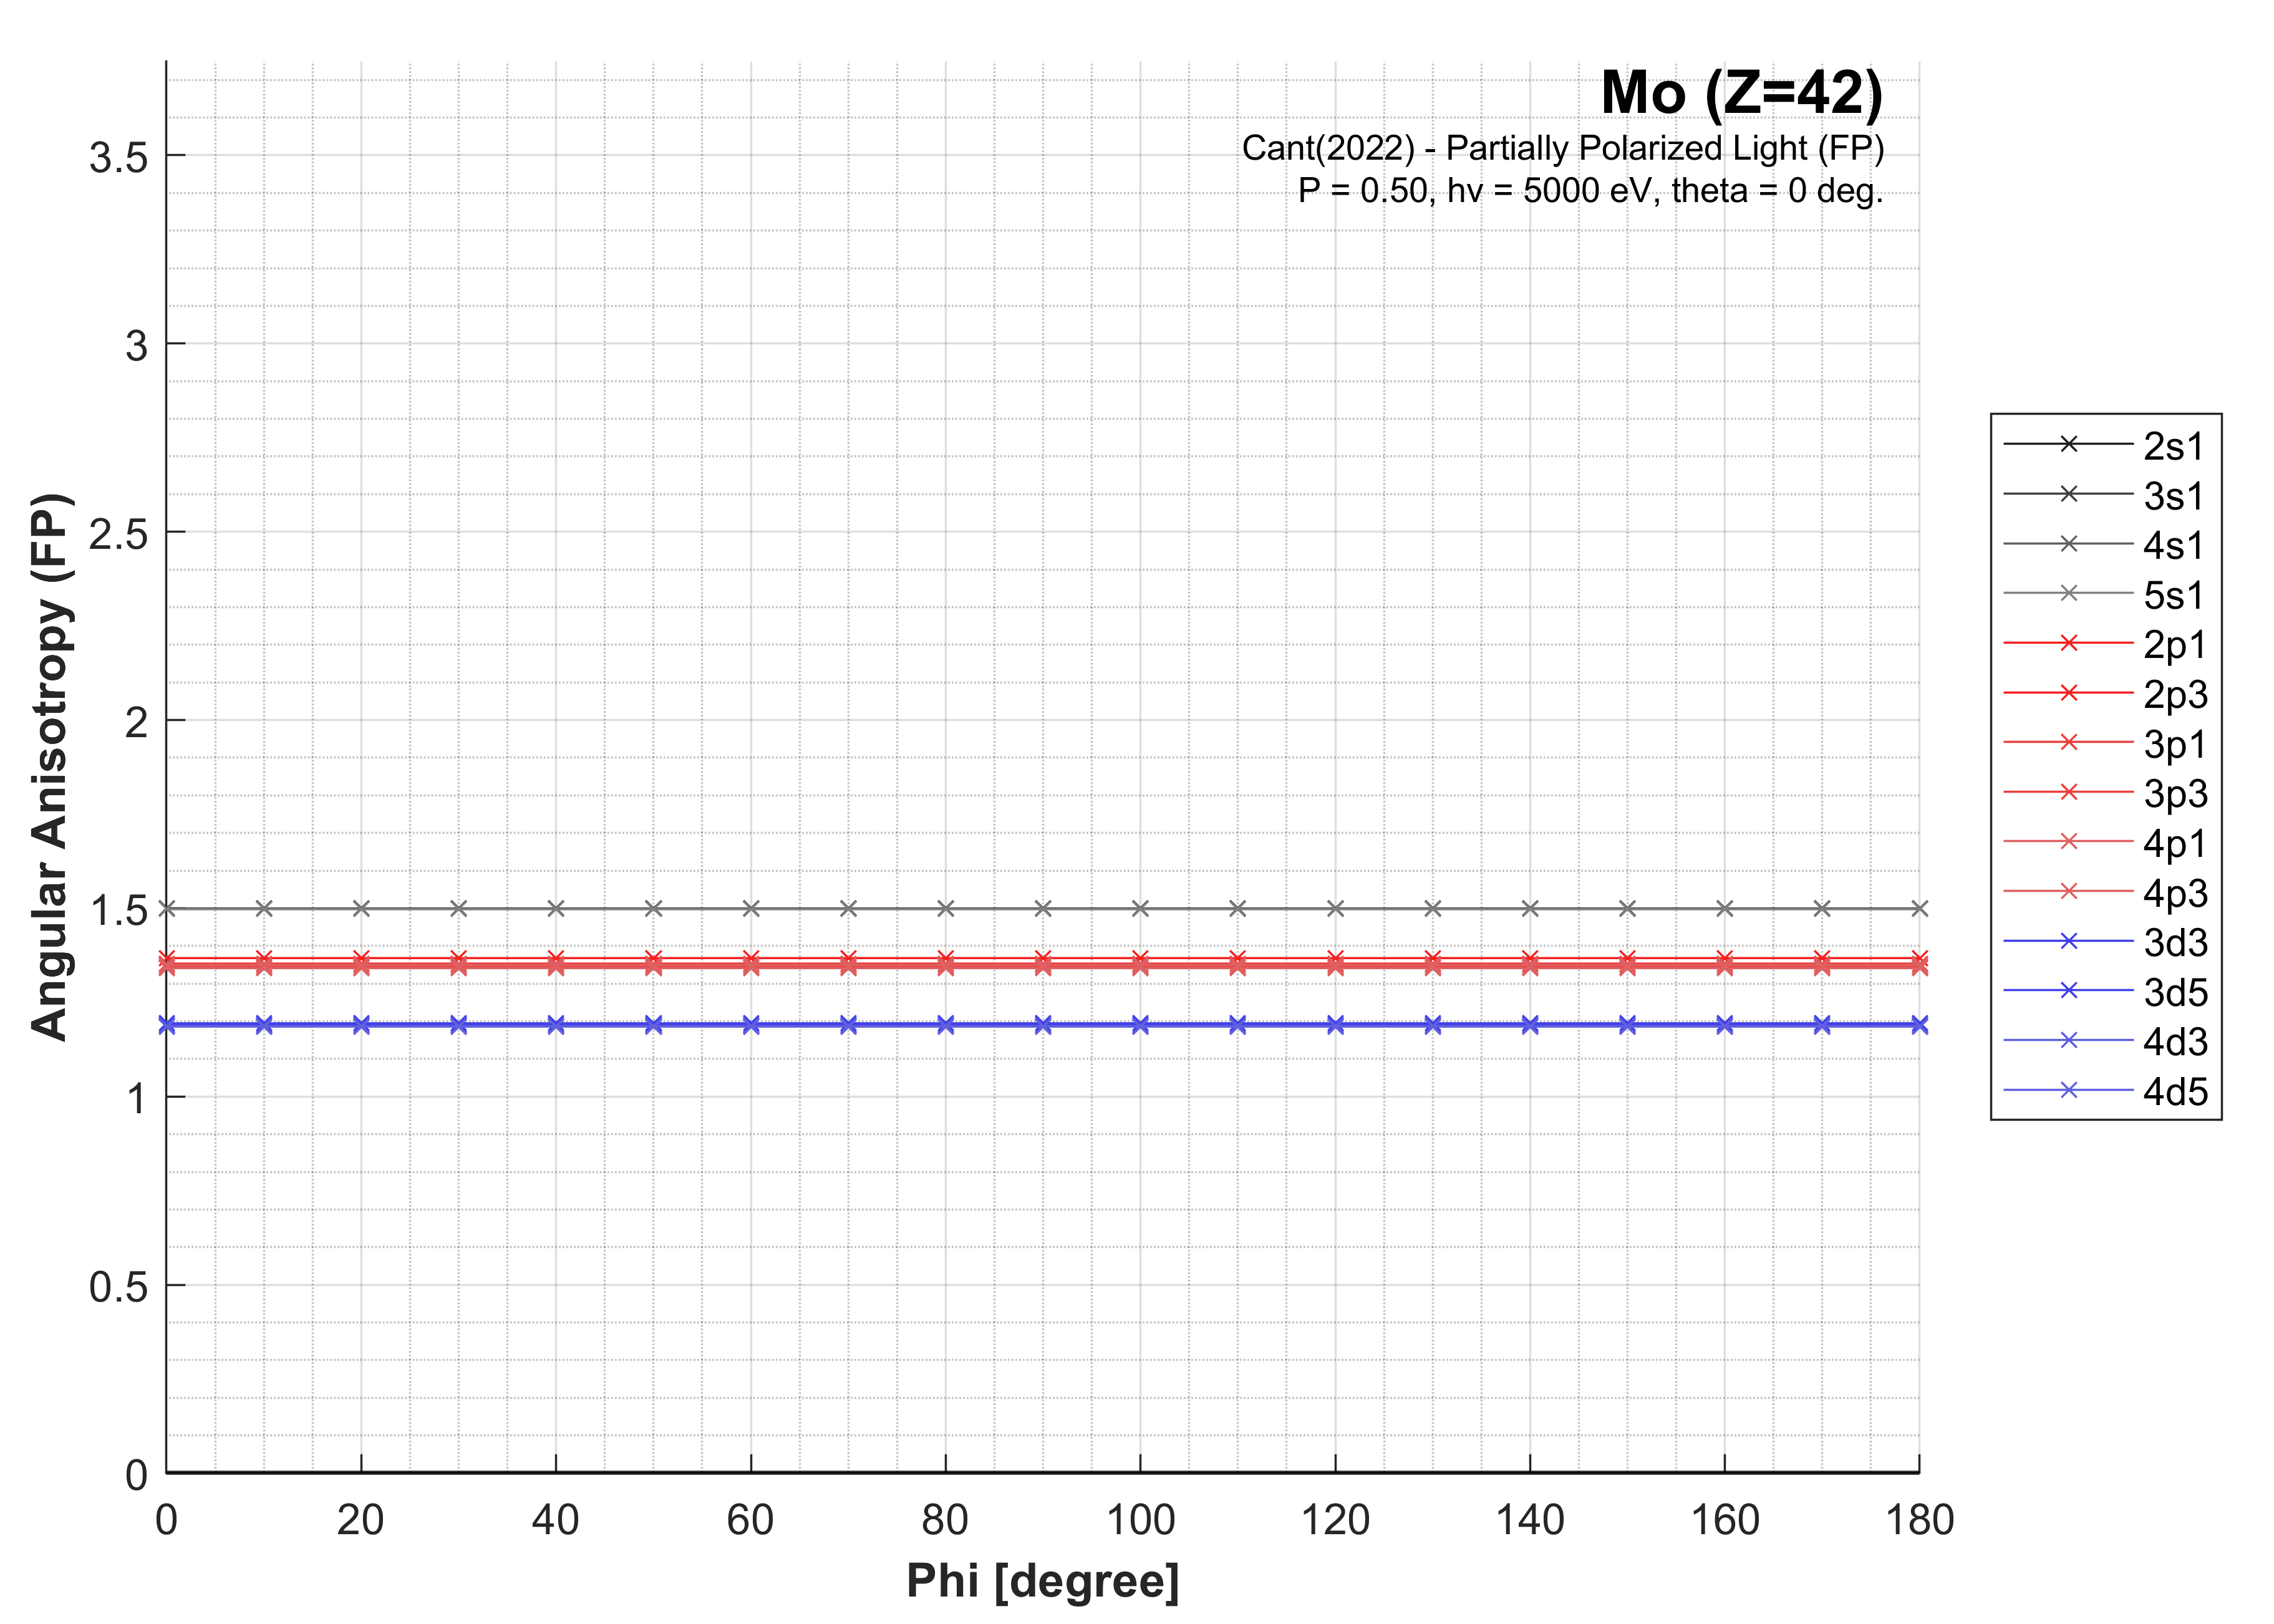 Mo (Z=42)
Cant(2022) - Partially Polarized Light (FP)
P = 0.50, hv = 5000 eV, theta = 0 deg.
Angular Anisotropy (FP)
3.5
3
2.5
2
1.5
1
0.5
0
0 20 40 60 80 100 120 140 160 180
Phi [degree]
2s1
3s1
4s1
5s1
2p1
2p3
3p1
3p3
4p1
4p3
3d3
3d5
4d3
4d5